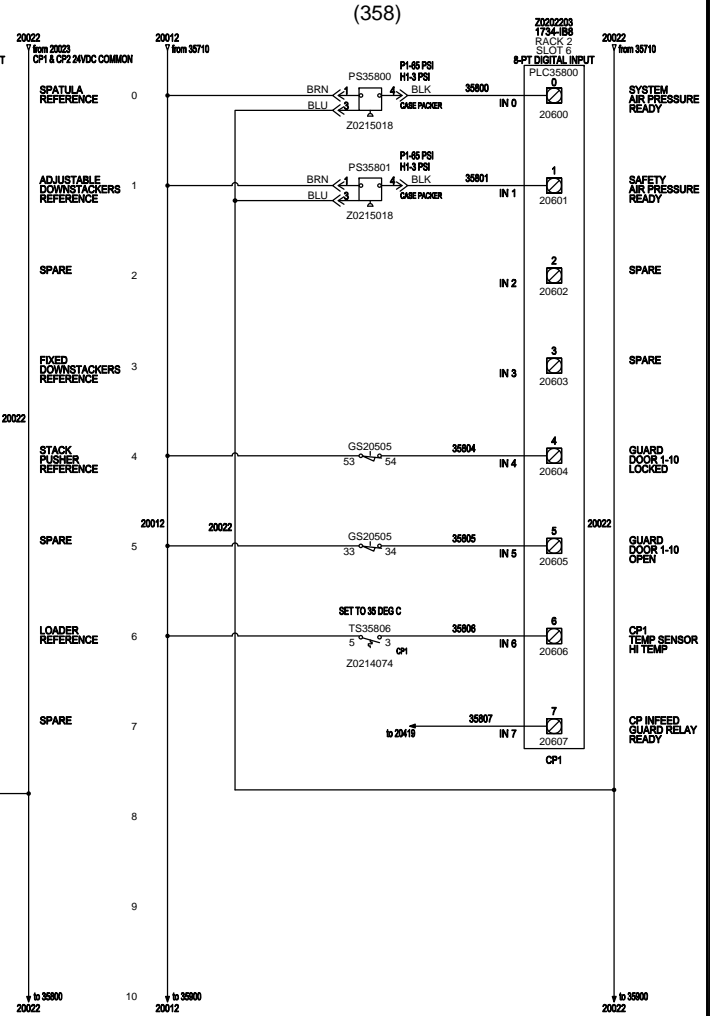 (358)
20022
from 20023
T
CP1 & CP2 24VDC COMMON
20012
from 35710
Z0202203
1734-IB8
RACK 2
SLOT 6
8-PT DIGITAL INPUT
PLC35800
20022
from 35710
SPATULA
REFERENCE
0
BRN
1
BLU
3
PS35800
Z0215018
4
P1-65 PSI
H1-3 PSI
BLK
CASE PACKER
35800
IN 0
0
20600
SYSTEM
AIR PRESSURE
READY
ADJUSTABLE
DOWNSTACKERS
REFERENCE
1
BRN
1
BLU
3
PS35801
Z0215018
4
P1-65 PSI
H1-3 PSI
BLK
CASE PACKER
35801
IN 1
1
20601
SAFETY
AIR PRESSURE
READY
SPARE
2
IN 2
2
20602
SPARE
FIXED
DOWNSTACKERS
REFERENCE
3
IN 3
3
20603
SPARE
20022
STACK
PUSHER
REFERENCE
4
GS20505
53
54
35804
IN 4
4
20604
GUARD
DOOR 1-10
LOCKED
20012
20022
20022
SPARE
5
GS20505
33
34
35805
IN 5
5
20605
GUARD
DOOR 1-10
OPEN
LOADER
REFERENCE
6
SET TO 35 DEG C
TS35806
5
3
CP1
Z0214074
35806
IN 6
6
20606
CP1
TEMP SENSOR
HI TEMP
SPARE
7
to 20419
35807
IN 7
7
20607
CP1
CP INFEED
GUARD RELAY
READY
8
9
10
to 35800
20022
to 35900
20012
to 35900
20022